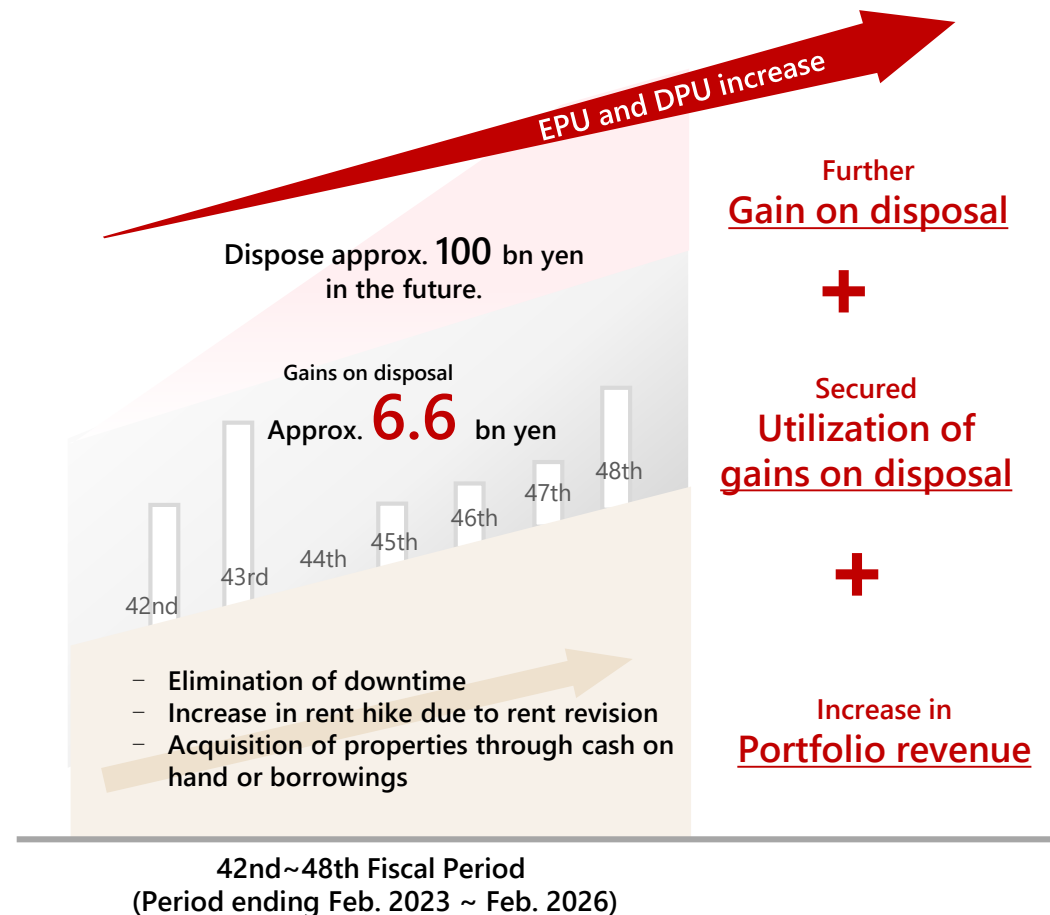 EPU and DPU increase
Further
Gain on disposal
+
Dispose approx. 100 bn yen
in the future.
Gains on disposal
Approx. 6.6 bn yen
Secured
Utilization of
gains on disposal
+
42nd
43rd
44th
45th
46th
47th
48th
– Elimination of downtime
– Increase in rent hike due to rent revision
– Acquisition of properties through cash on
hand or borrowings
Increase in
Portfolio revenue
42nd~48th Fiscal Period
(Period ending Feb. 2023 ~ Feb. 2026)